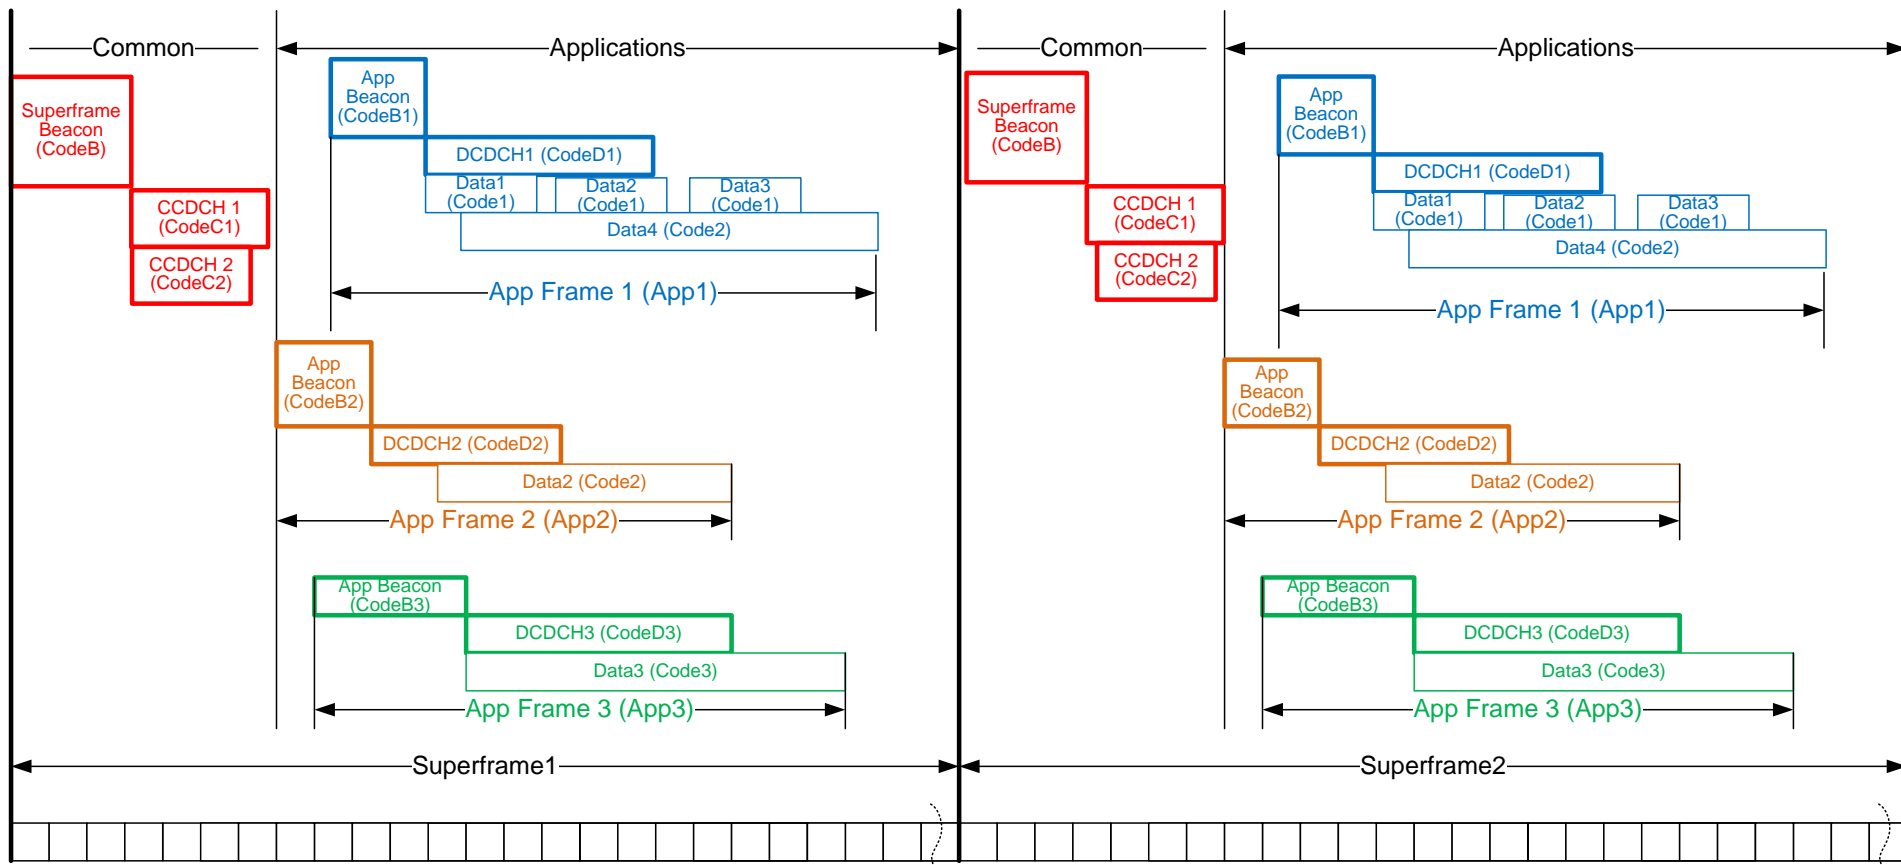 Common
Applications
Common
Applications
Superframe
Beacon
(CodeB)
App
Beacon
(CodeB1)
DCDCH1 (CodeD1)
Data1
(Code1)
Data2
(Code1)
Data3
(Code1)
CCDCH 1
(CodeC1)
Data4 (Code2)
CCDCH 2
(CodeC2)
App Frame 1 (App1)
App
Beacon
(CodeB2)
DCDCH2 (CodeD2)
Data2 (Code2)
App Frame 2 (App2)
App Beacon
(CodeB3)
DCDCH3 (CodeD3)
Data3 (Code3)
App Frame 3 (App3)
Superframe1
Superframe
Beacon
(CodeB)
App
Beacon
(CodeB1)
DCDCH1 (CodeD1)
Data1
(Code1)
Data2
(Code1)
Data3
(Code1)
CCDCH 1
(CodeC1)
Data4 (Code2)
CCDCH 2
(CodeC2)
App Frame 1 (App1)
App
Beacon
(CodeB2)
DCDCH2 (CodeD2)
Data2 (Code2)
App Frame 2 (App2)
App Beacon
(CodeB3)
DCDCH3 (CodeD3)
Data3 (Code3)
App Frame 3 (App3)
Superframe2